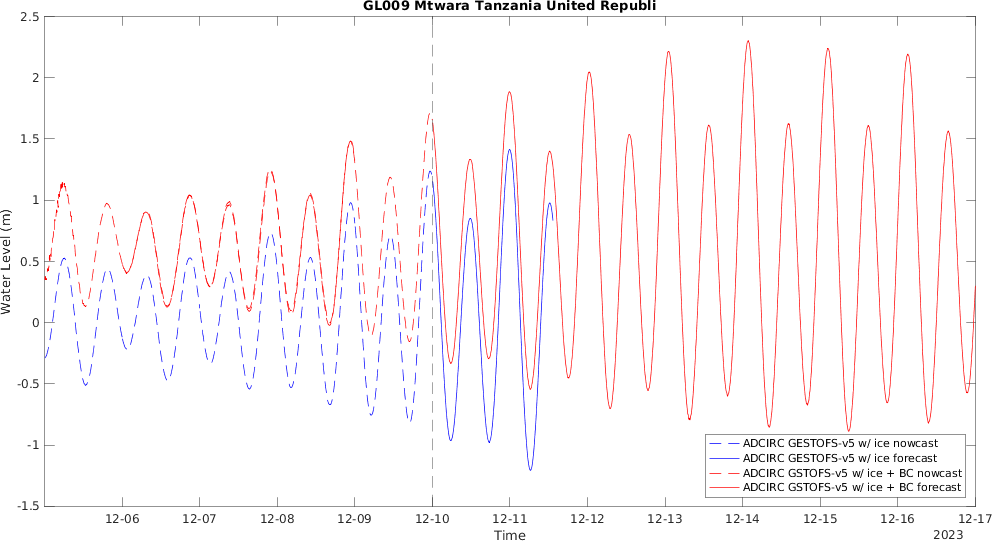 GL009 Mtwara Tanzania United Republi
Water Level (m)
2.5
2
1.5
1
0.5
0
-0.5
-1
-1.5
12-06 12-07 12-08 12-09 12-10 12-11 12-12 12-13 12-14 12-15 12-16 12-17
Time
2023
ADCIRC GESTOFS-v5 w/ ice nowcast
ADCIRC GESTOFS-v5 w/ ice forecast
ADCIRC GSTOFS-v5 w/ ice + BC nowcast
ADCIRC GSTOFS-v5 w/ ice + BC forecast